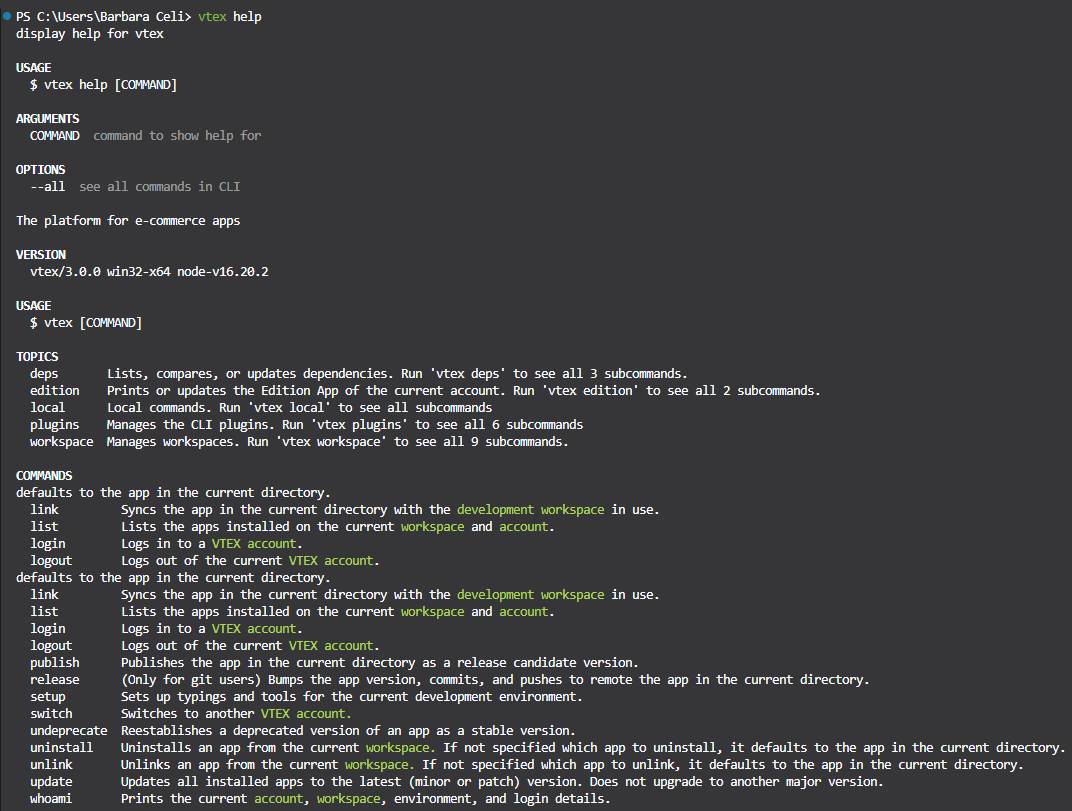 PS C:\Users\Barbara Celi> vtex help
display help for vtex
USAGE
$ vtex help [COMMAND]
ARGUMENTS
COMMAND  command to show help for
OPTIONS
--all  see all commands in CLI
The platform for e-commerce apps
VERSION
vtex/3.0.0 win32-x64 node-v16.20.2
USAGE
$ vtex [COMMAND]
TOPICS
deps       Lists, compares, or updates dependencies. Run 'vtex deps' to see all 3 subcommands.
edition    Prints or updates the Edition App of the current account. Run 'vtex edition' to see all 2 subcommands.
local      Local commands. Run 'vtex local' to see all subcommands
plugins    Manages the CLI plugins. Run 'vtex plugins' to see all 6 subcommands
workspace  Manages workspaces. Run 'vtex workspace' to see all 9 subcommands.
COMMANDS
defaults to the app in the current directory.
link         Syncs the app in the current directory with the development workspace in use.
list         Lists the apps installed on the current workspace and account.
login        Logs in to a VTEX account.
logout       Logs out of the current VTEX account.
defaults to the app in the current directory.
link         Syncs the app in the current directory with the development workspace in use.
list         Lists the apps installed on the current workspace and account.
login        Logs in to a VTEX account.
logout       Logs out of the current VTEX account.
publish      Publishes the app in the current directory as a release candidate version.
release      (Only for git users) Bumps the app version, commits, and pushes to remote the app in the current directory.
setup        Sets up typings and tools for the current development environment.
switch       Switches to another VTEX account.
undeprecate  Reestablishes a deprecated version of an app as a stable version.
uninstall    Uninstalls an app from the current workspace. If not specified which app to uninstall, it defaults to the app in the current directory.
unlink       Unlinks an app from the current workspace. If not specified which app to unlink, it defaults to the app in the current directory.
update       Updates all installed apps to the latest (minor or patch) version. Does not upgrade to another major version.
whoami       Prints the current account, workspace, environment, and login details.